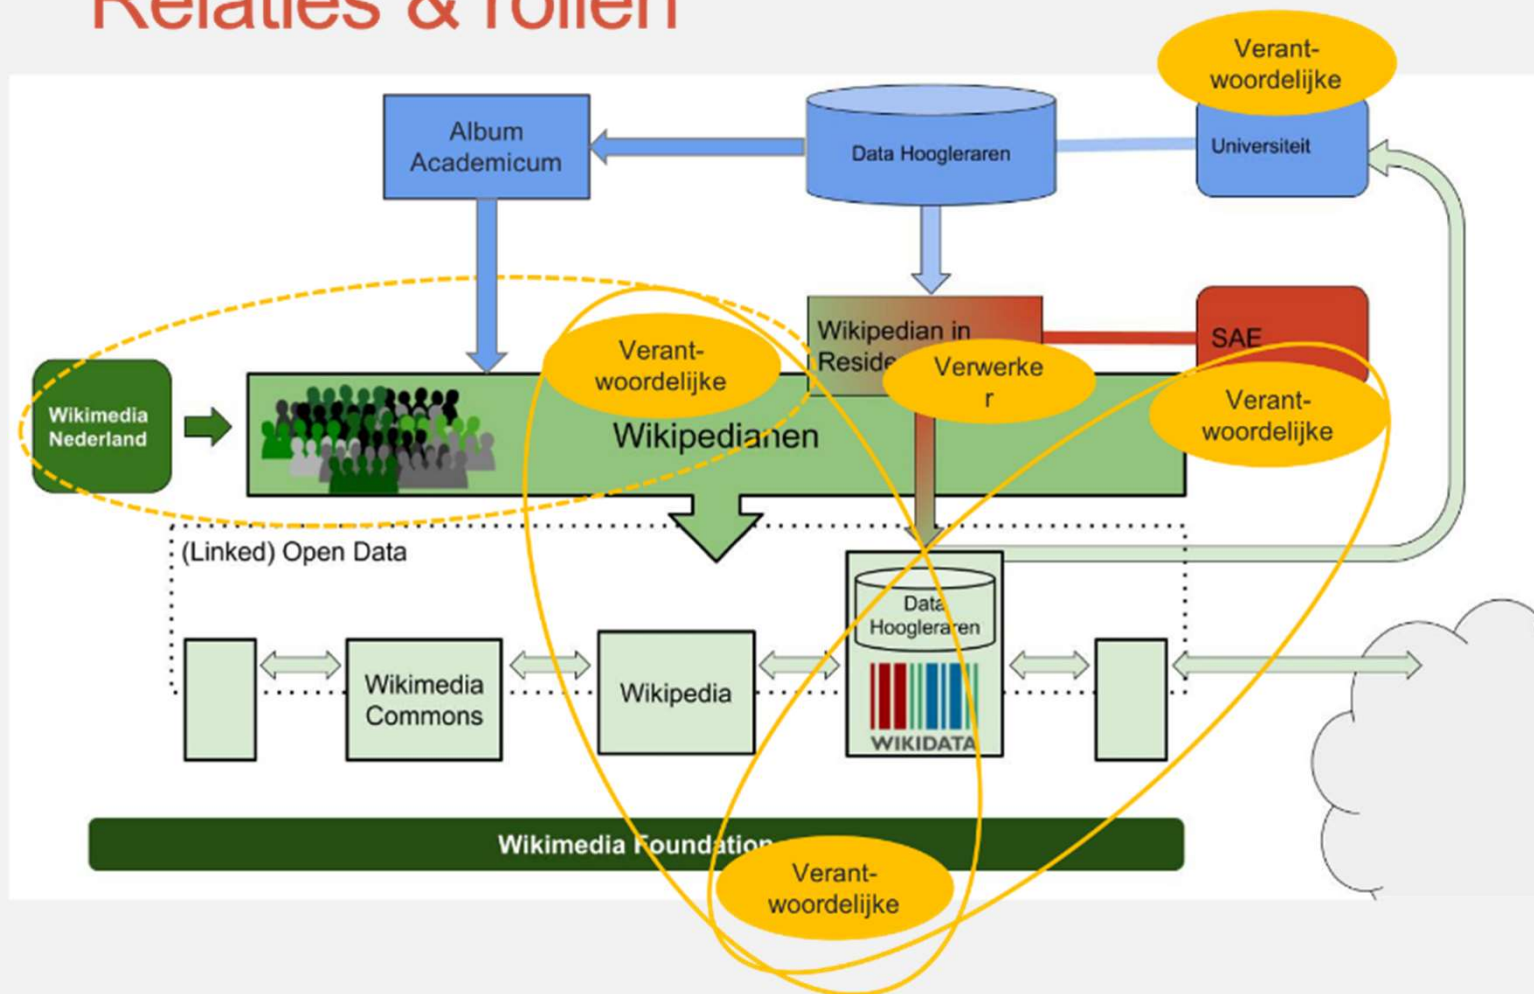 Relaties & rollen
Verant-
woordelijke
Album
Academicum
Data Hoogleraren
Universiteit
Wikipedian in
Reside
SAE
Verant-
woordelijke
Verwerke
r
Verant-
woordelijke
Wikimedia
Nederland
Wikipedianen
(Linked) Open Data
Data
Hoogleraren
Wikimedia
Commons
Wikipedia
WIKIDATA
Wikimedia Foundation
Verant-
woordelijke